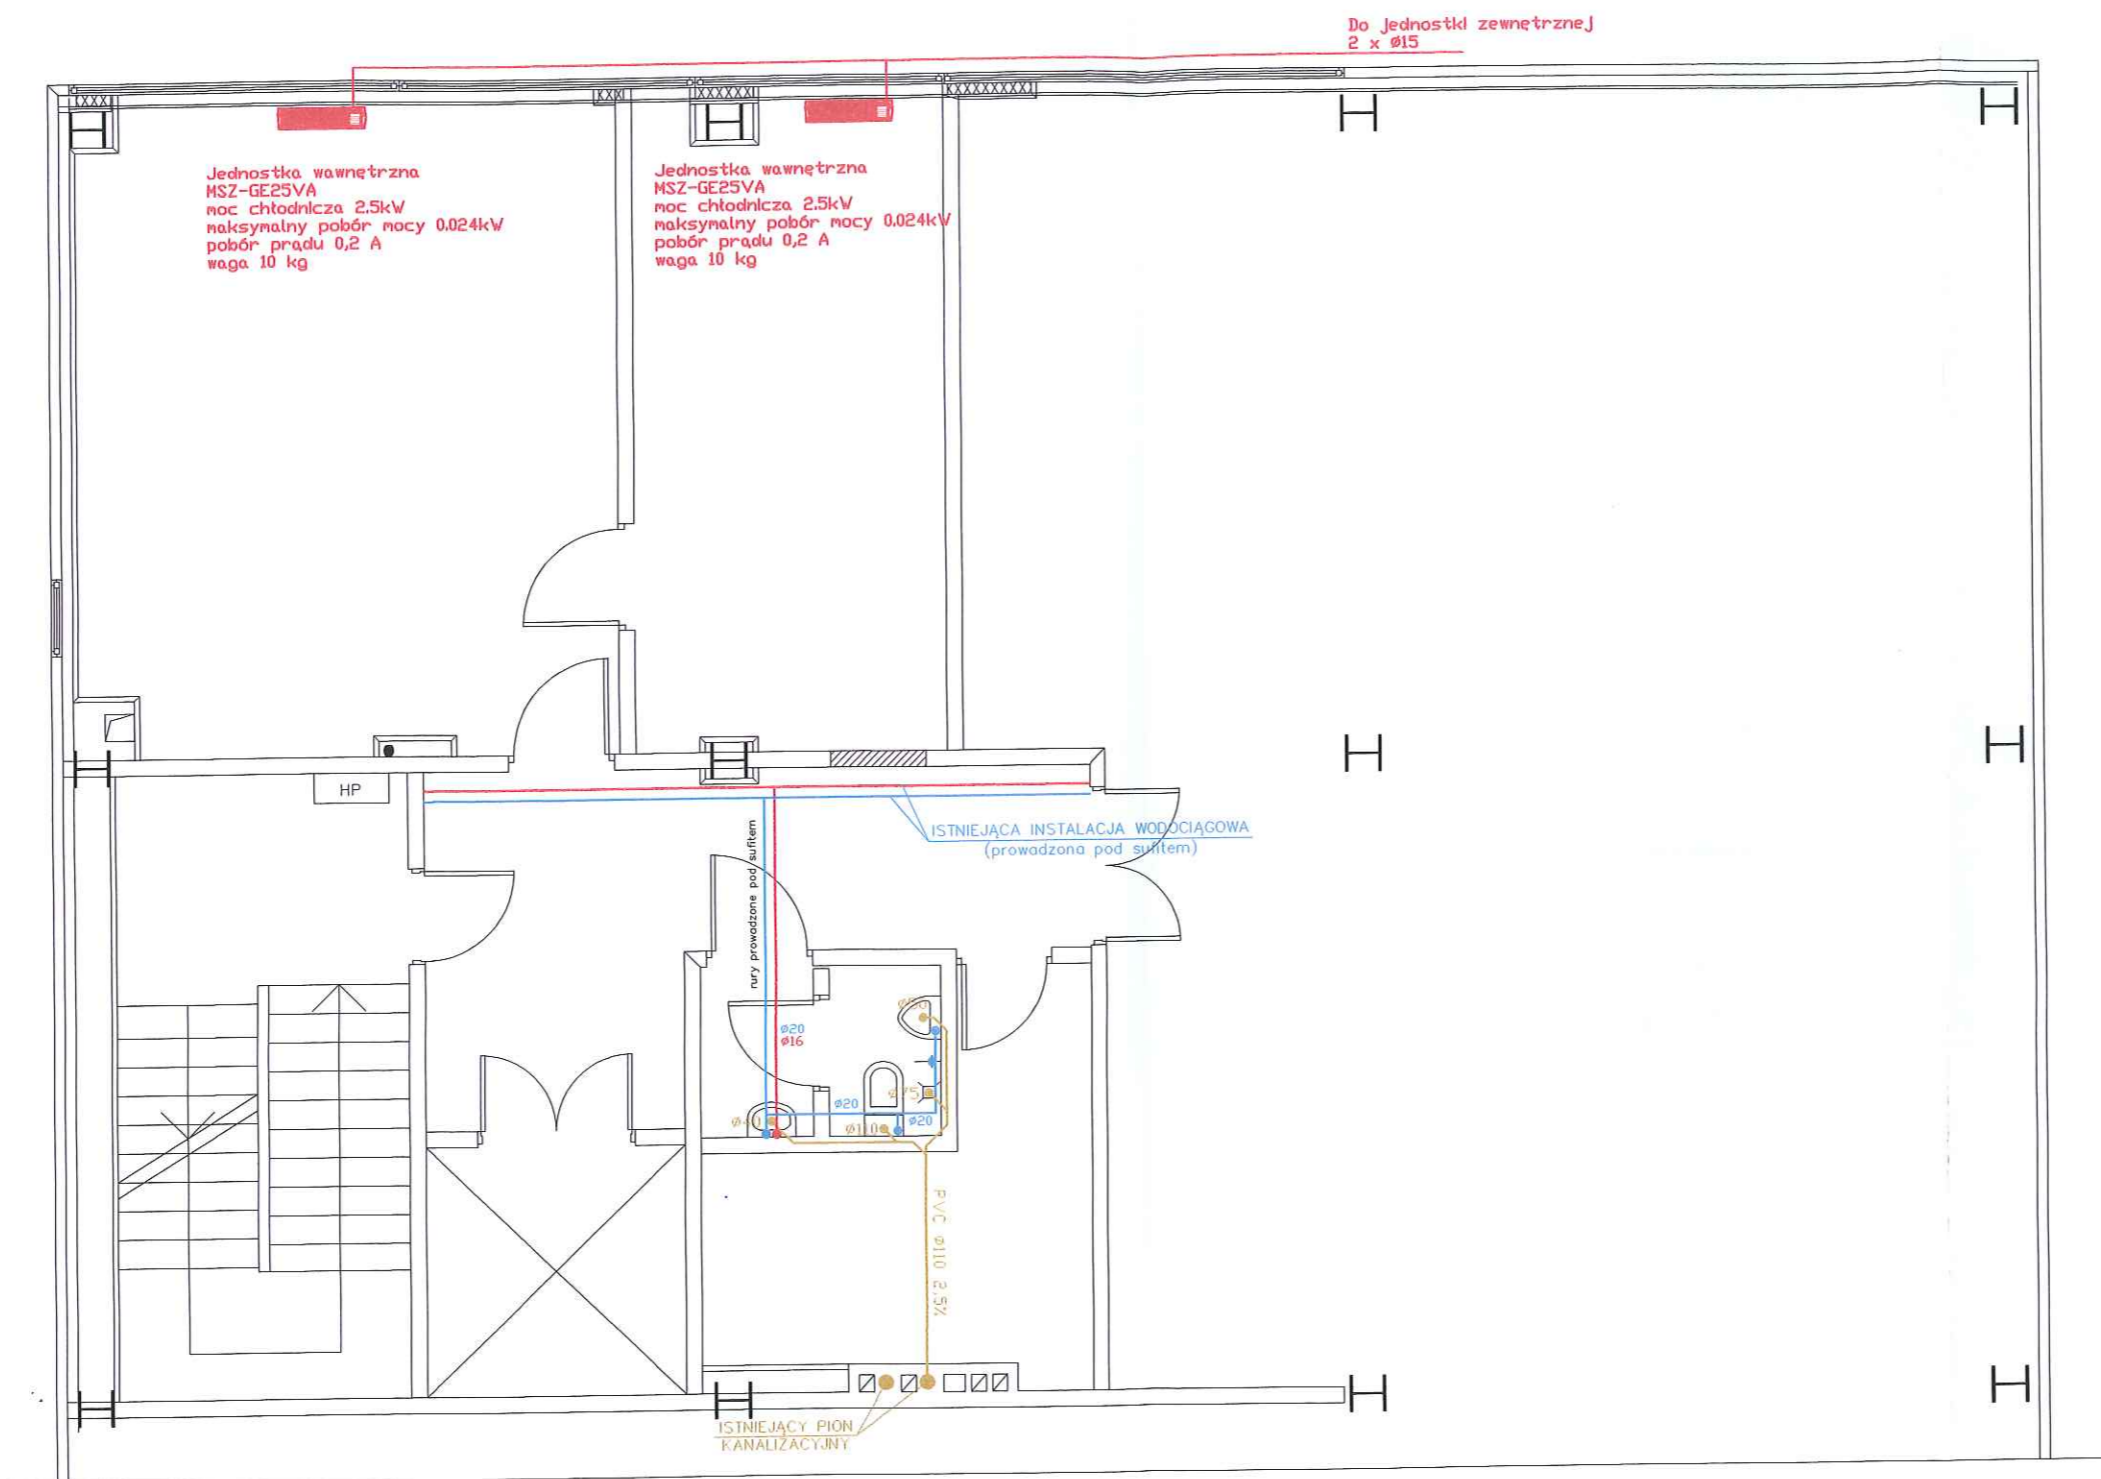 Do jednostki zewnętrznej
2 x ø15
Jednostka wawnętrzna
MSZ-GE25VA
moc chłodnicza 2.5kW
maksymalny pobór mocy 0.024kW
pobór prądu 0,2 A
waga 10 kg
Jednostka wawnętrzna
MSZ-GE25VA
moc chłodnicza 2.5kW
maksymalny pobór mocy 0.024kW
pobór prądu 0,2 A
waga 10 kg
HP
ISTNIEJĄCA INSTALACJA WODOCIĄGOWA
(prowadzona pod sufitem)
rury prowadzone pod sufitem
ø20
ø16
ø75
ø20
ø20
ø110
PVC ø110 2,5%
ISTNIEJĄCY PION
KANALIZACYJNY